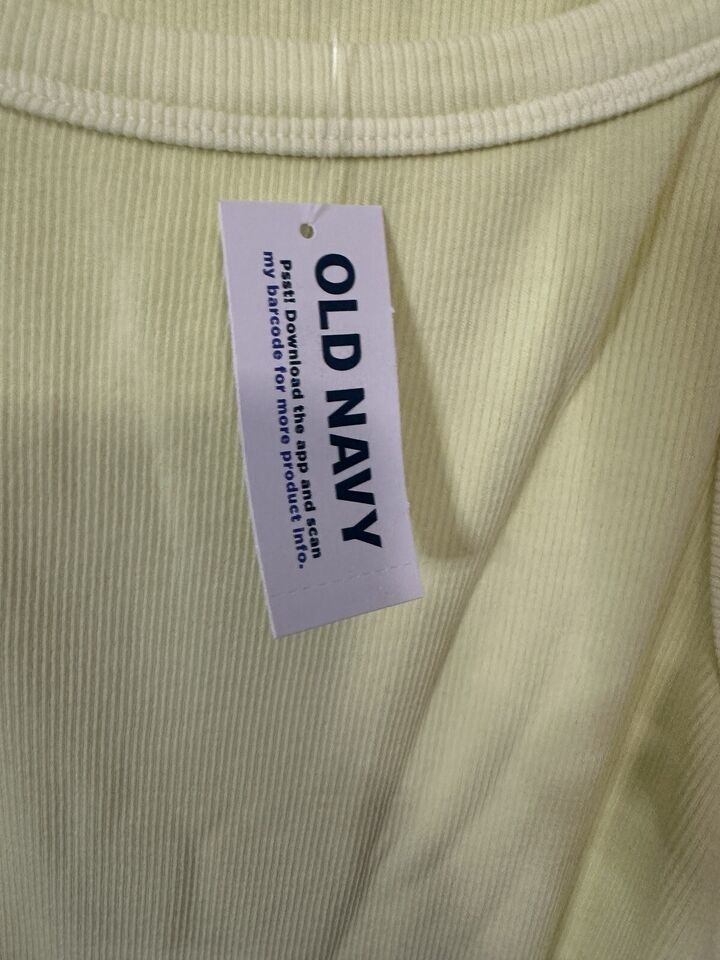 OLD NAVY
Psst! Download the app and scan
my barcode for more product info.